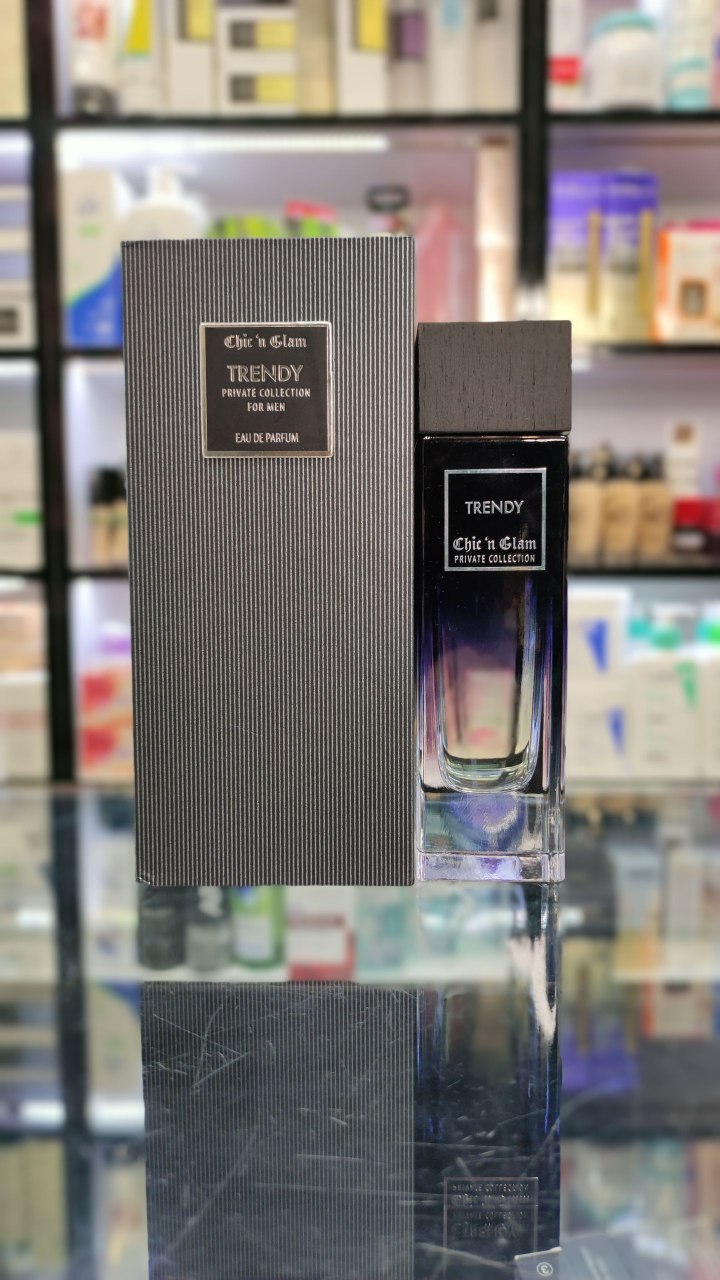 Chic 'n Glam
TRENDY
PRIVATE COLLECTION
FOR MEN
EAU DE PARFUM
TRENDY
Chic 'n Glam
PRIVATE COLLECTION